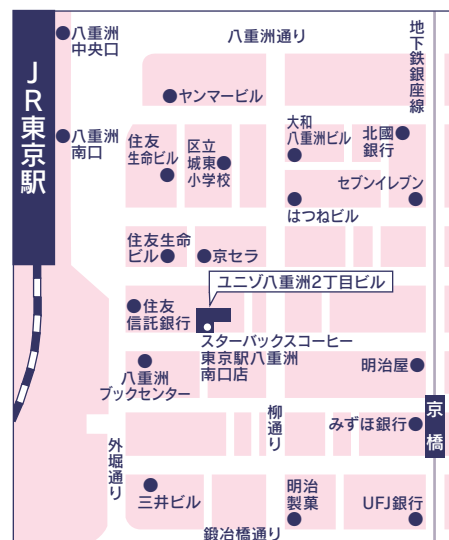 八重洲
中央口
八重洲通り
地下鉄銀座線
JR東京駅
ヤンマービル
八重洲
南口
住友
生命ビル
区立
城東
小学校
大和
八重洲ビル
北國
銀行
セブンイレブン
はつねビル
住友生命
ビル
京セラ
ユニゾ八重洲2丁目ビル
住友
信託銀行
スターバックスコーヒー
東京駅八重洲
南口店
八重洲
ブックセンター
明治屋
京橋
柳通り
みずほ銀行
外堀通り
三井ビル
明治
製菓
UFJ銀行
鍛冶橋通り